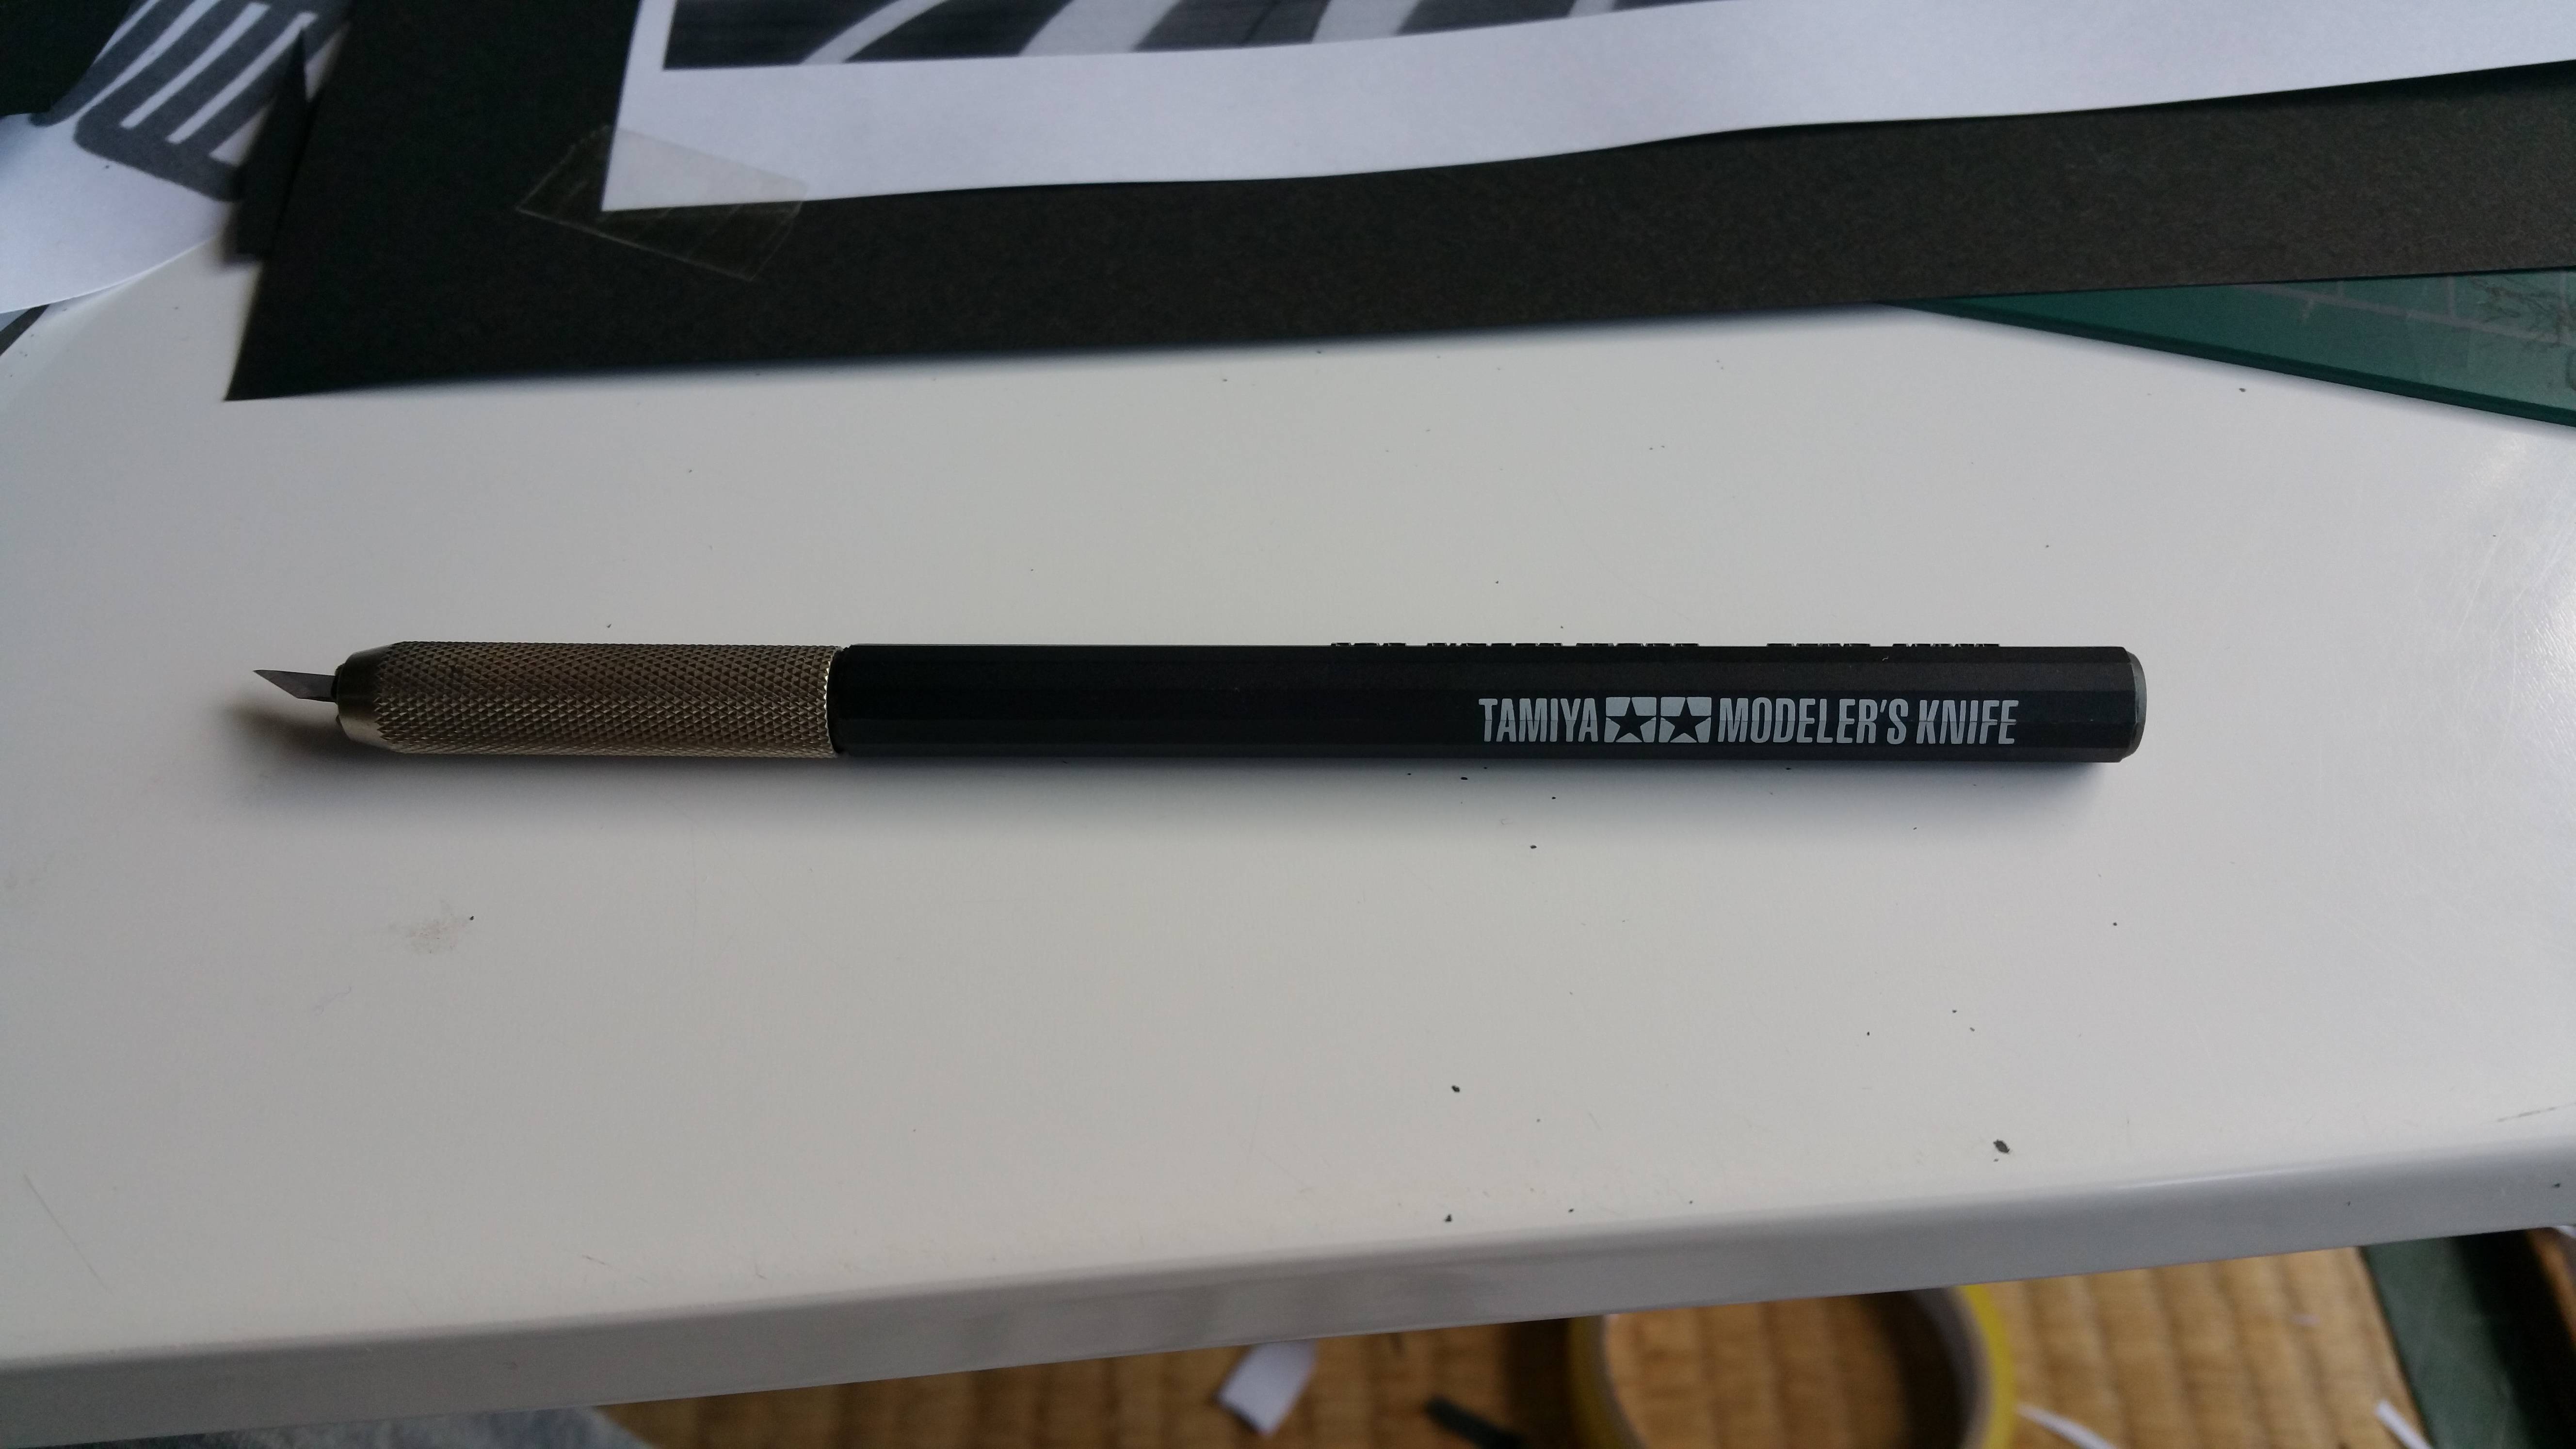 TAMIYA MODELER'S KNIFE